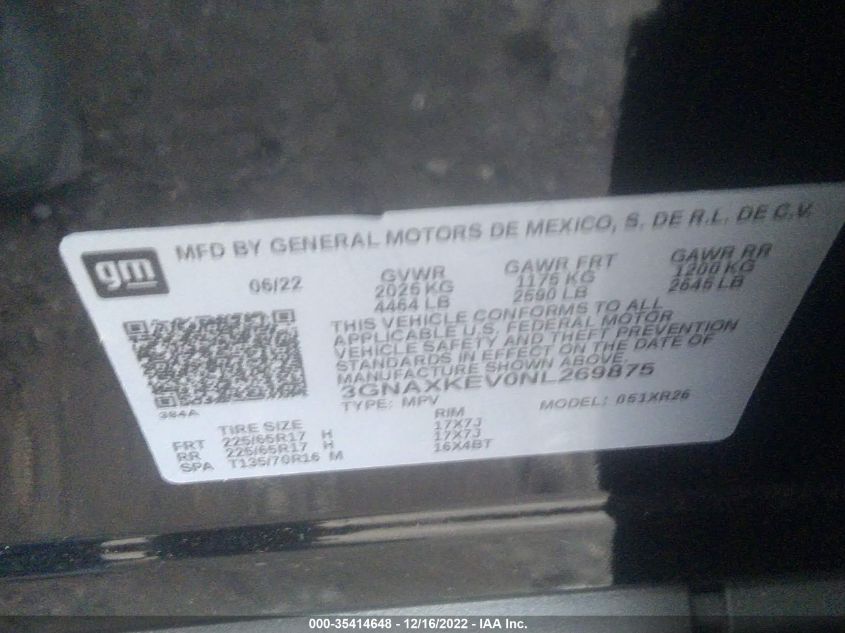 gm
MFD BY GENERAL MOTORS DE MEXICO, S. DE R.L. DE C.V.
06/22
GVWR
2025 KG
4464 LB
GAWR FRT
1175 KG
2590 LB
GAWR RR
1200 KG
2645 LB
THIS VEHICLE CONFORMS TO ALL
APPLICABLE U.S. FEDERAL MOTOR
VEHICLE SAFETY AND THEFT PREVENTION
STANDARDS IN EFFECT ON THE DATE OF
MANUFACTURE SHOWN ABOVE.
3GNAXKEV0NL269875
TYPE: MPV
MODEL: 051XR26
384A
TIRE SIZE RIM
FRT 225/65R17 H 17X7J
RR 225/65R17 H 17X7J
SPA T135/70R16 M 16X4BT
000-35414648 - 12/16/2022 - IAA Inc.